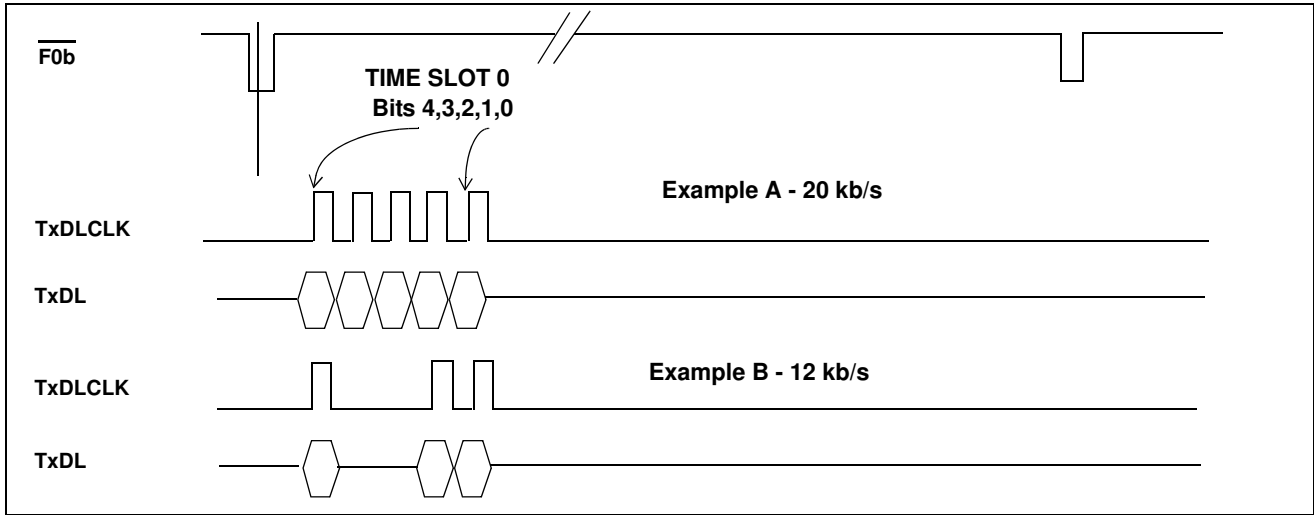 F0b
TIME SLOT 0
Bits 4,3,2,1,0
Example A - 20 kb/s
TxDLCLK
TxDL
Example B - 12 kb/s
TxDLCLK
TxDL